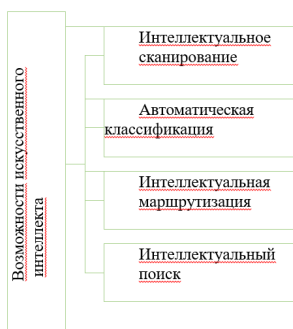 Возможности искусственного
интеллекта
Интеллектуальное
сканирование
Автоматическая
классификация
Интеллектуальная
маршрутизация
Интеллектуальный
поиск